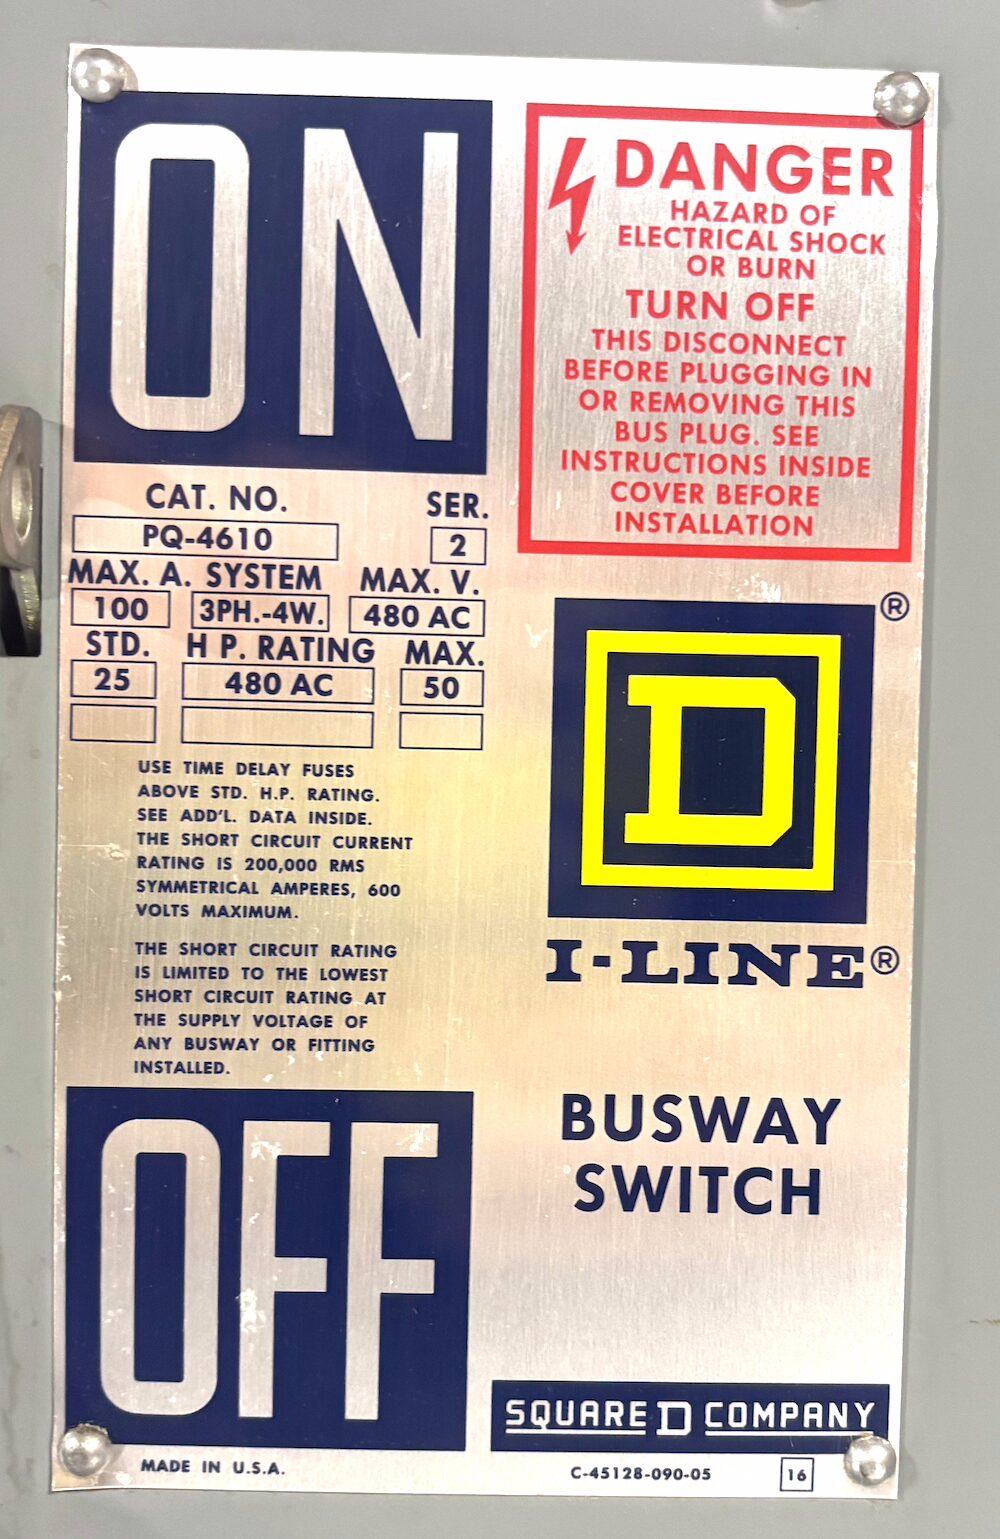 ON
CAT. NO. SER.
PQ-4610 2
MAX. A. SYSTEM MAX. V.
100 3PH.-4W. 480 AC
STD. H P. RATING MAX.
25 480 AC 50
USE TIME DELAY FUSES
ABOVE STD. H.P. RATING.
SEE ADD'L. DATA INSIDE.
THE SHORT CIRCUIT CURRENT
RATING IS 200,000 RMS
SYMMETRICAL AMPERES, 600
VOLTS MAXIMUM.
THE SHORT CIRCUIT RATING
IS LIMITED TO THE LOWEST
SHORT CIRCUIT RATING AT
THE SUPPLY VOLTAGE OF
ANY BUSWAY OR FITTING
INSTALLED.
OFF
MADE IN U.S.A.
DANGER
HAZARD OF
ELECTRICAL SHOCK
OR BURN
TURN OFF
THIS DISCONNECT
BEFORE PLUGGING IN
OR REMOVING THIS
BUS PLUG. SEE
INSTRUCTIONS INSIDE
COVER BEFORE
INSTALLATION
D®
I-LINE®
BUSWAY
SWITCH
SQUARE D COMPANY
C-45128-090-05 16